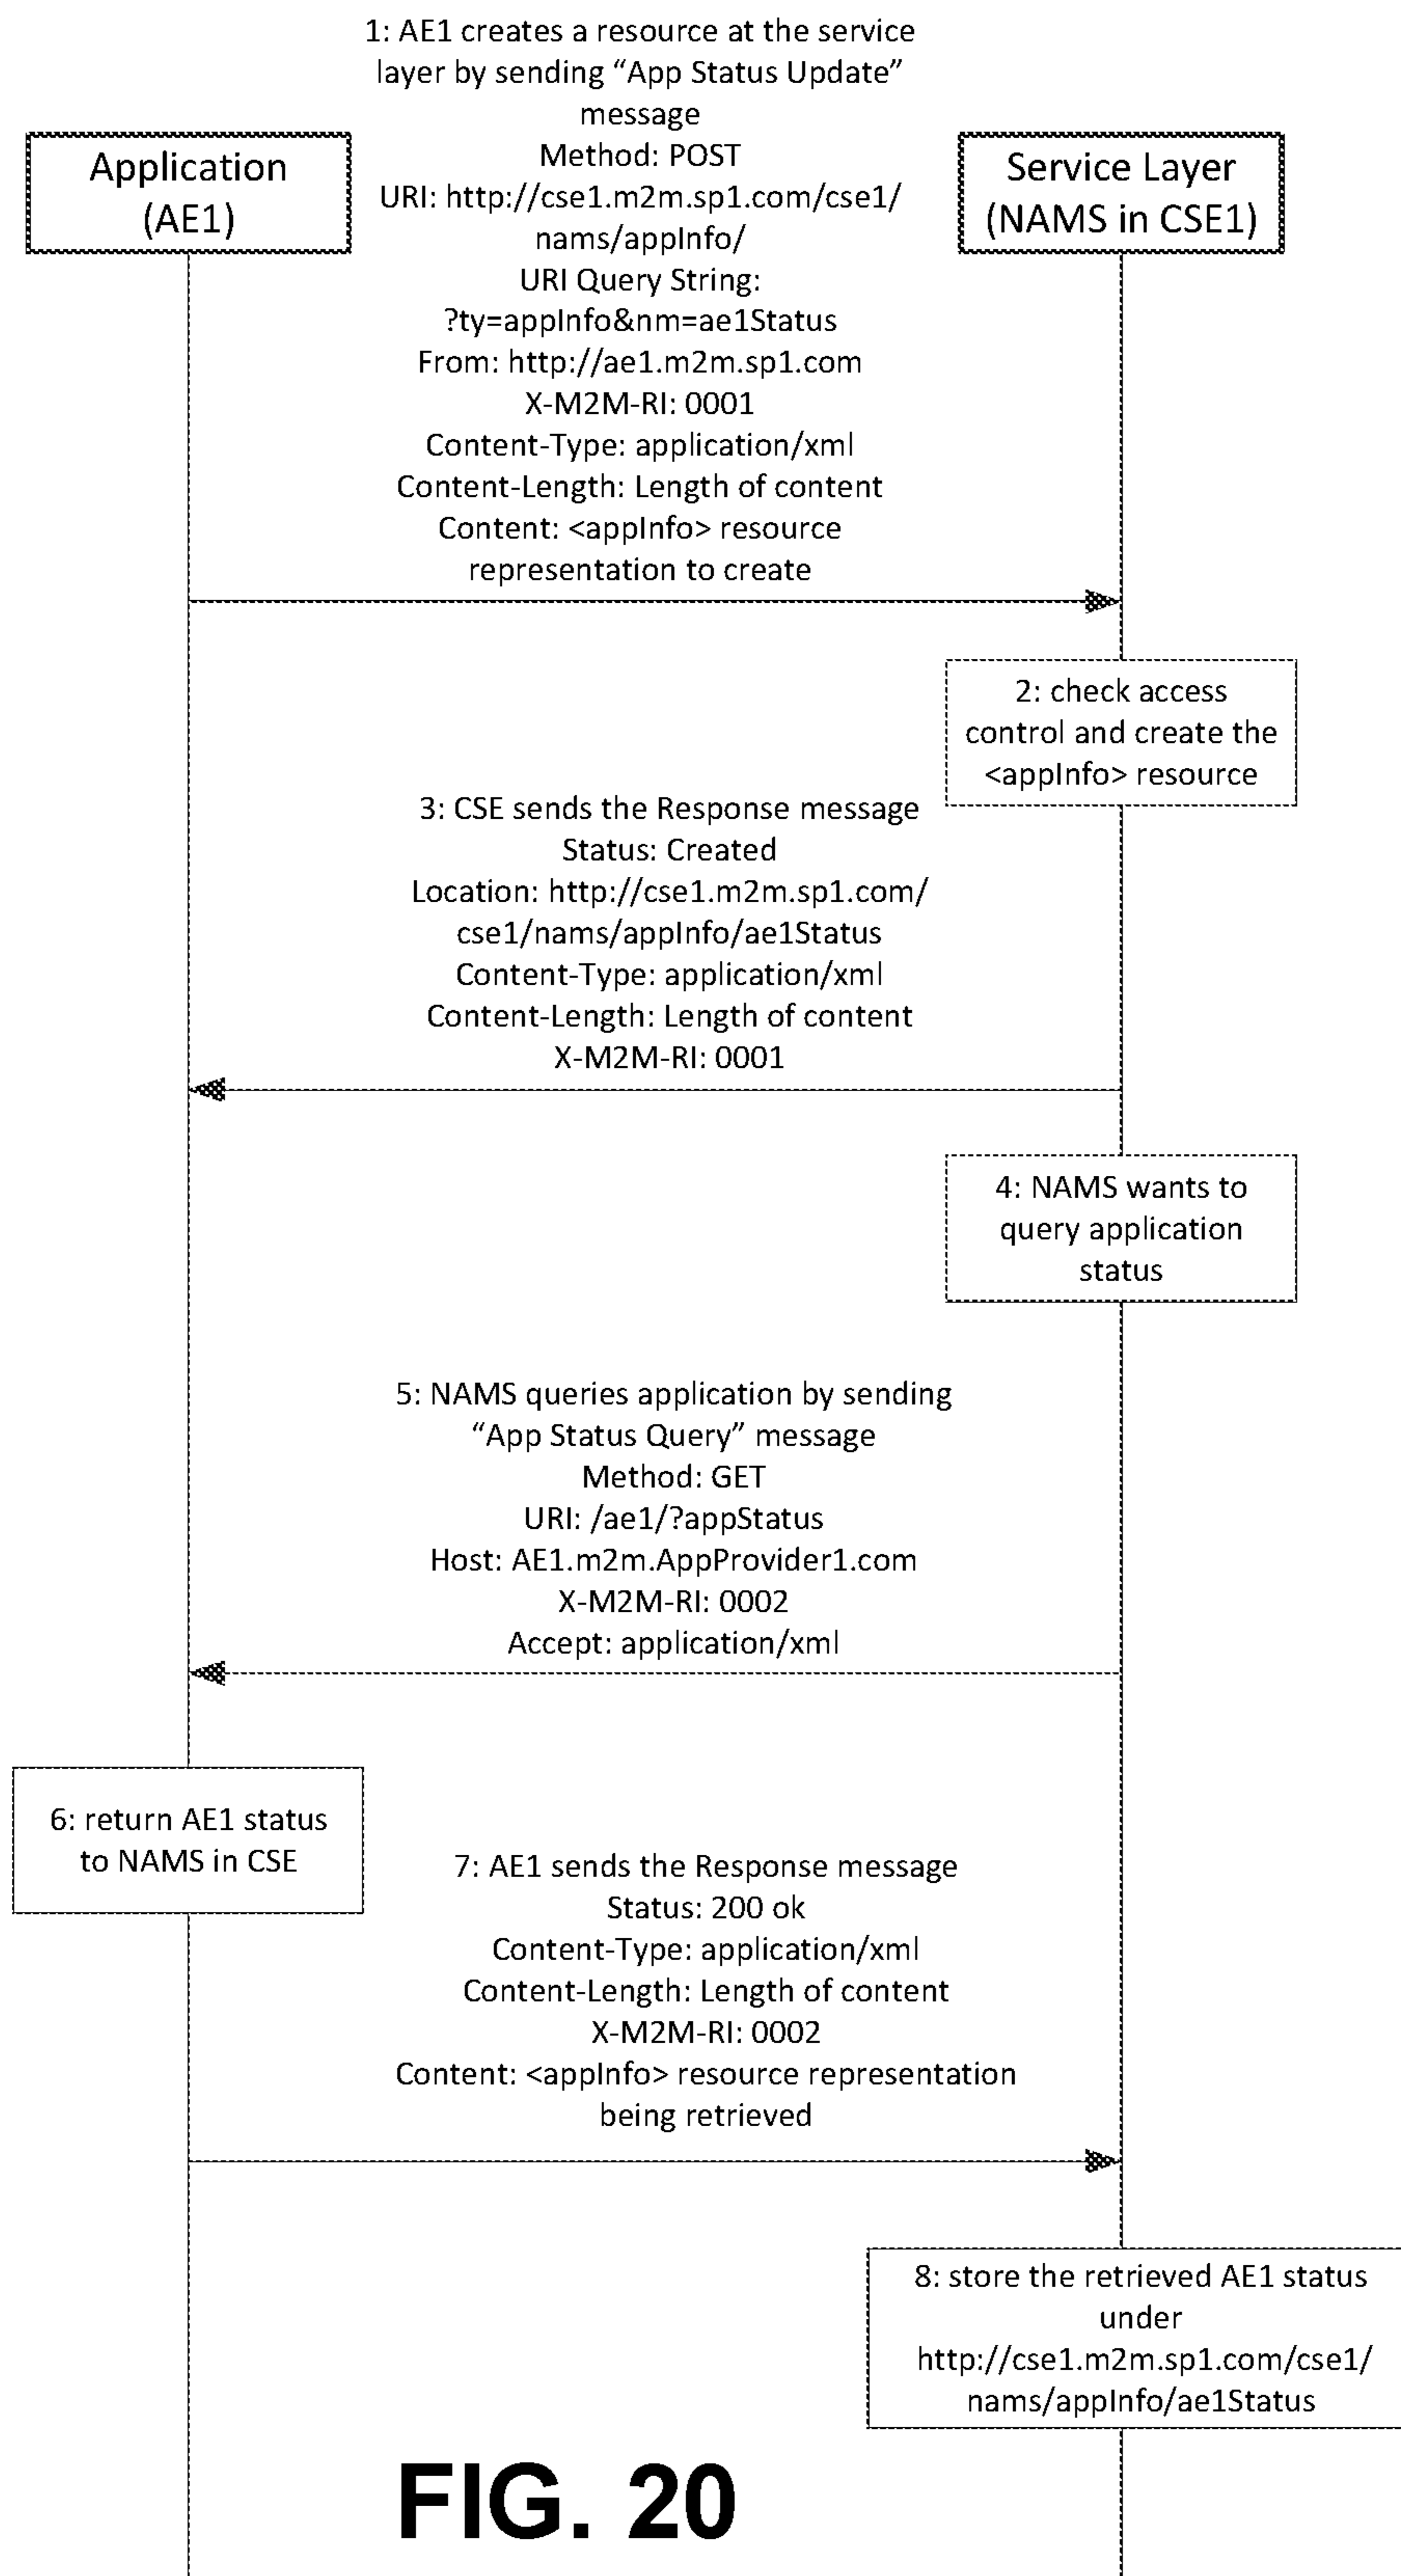 1: AE1 creates a resource at the service
layer by sending “App Status Update”
message
Method: POST
URI: http://cse1.m2m.sp1.com/cse1/
nams/appInfo/
URI Query String:
?ty=appInfo&nm=ae1Status
From: http://ae1.m2m.sp1.com
X-M2M-RI: 0001
Content-Type: application/xml
Content-Length: Length of content
Content: <appInfo> resource
representation to create
Application
(AE1)
Service Layer
(NAMS in CSE1)
2: check access
control and create the
<appInfo> resource
3: CSE sends the Response message
Status: Created
Location: http://cse1.m2m.sp1.com/
cse1/nams/appInfo/ae1Status
Content-Type: application/xml
Content-Length: Length of content
X-M2M-RI: 0001
4: NAMS wants to
query application
status
5: NAMS queries application by sending
“App Status Query” message
Method: GET
URI: /ae1/?appStatus
Host: AE1.m2m.AppProvider1.com
X-M2M-RI: 0002
Accept: application/xml
6: return AE1 status
to NAMS in CSE
7: AE1 sends the Response message
Status: 200 ok
Content-Type: application/xml
Content-Length: Length of content
X-M2M-RI: 0002
Content: <appInfo> resource representation
being retrieved
8: store the retrieved AE1 status
under
http://cse1.m2m.sp1.com/cse1/
nams/appInfo/ae1Status
FIG. 20